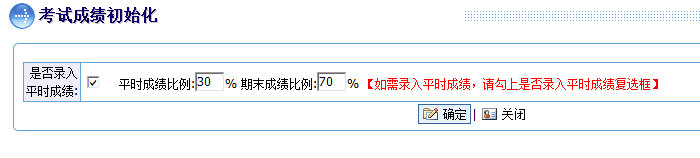 考试成绩初始化
是否录入
平时成绩:
平时成绩比例:30% 期末成绩比例:70% 【如需录入平时成绩，请勾上是否录入平时成绩复选框】
确定 | 关闭